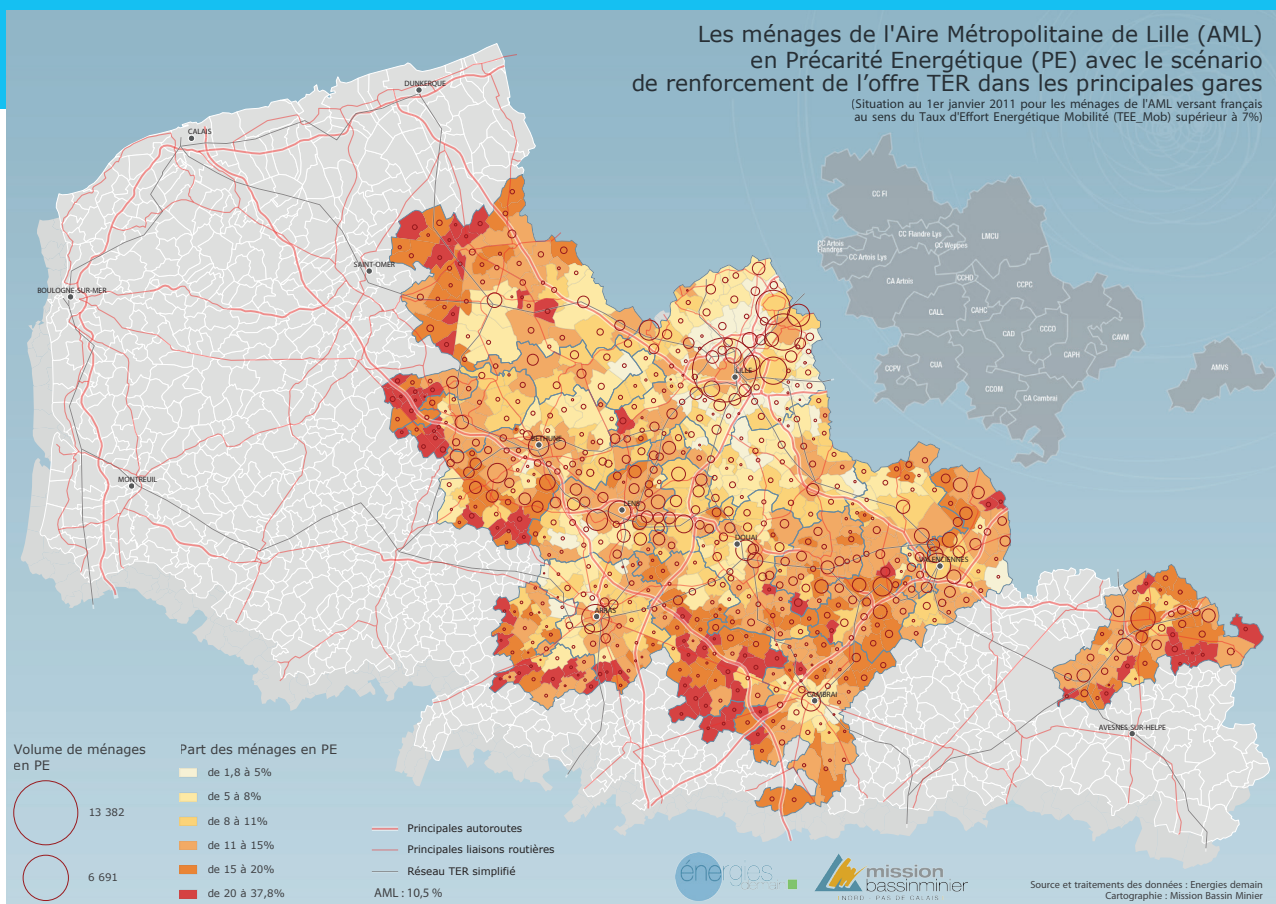 Les ménages de l'Aire Métropolitaine de Lille (AML)
en Précarité Energétique (PE) avec le scénario
de renforcement de l'offre TER dans les principales gares
(Situation au 1er janvier 2011 pour les ménages de l'AML versant français
au sens du Taux d'Effort Energétique Mobilité (TEE_Mob) supérieur à 7%)
DUNKERQUE
CALAIS
SAINT-OMER
BOULOGNE-SUR-MER
MONTREUIL
LILLE
BETHUNE
LENS
DOUAI
VALENCIENNES
ARRAS
CAMBRAI
AVESNES-SUR-HELPE
CC FI
CC Flandre Lys
LMCU
CC Weppes
CC Artois
Flandres
CC Artois Lys
CA Artois
CCHD
CCPC
CALL
CAHC
CAD
CCCO
CAVM
CAPH
CCPV
CUA
CCOM
CA Cambrai
AMVS
Volume de ménages
en PE
13 382
6 691
Part des ménages en PE
de 1,8 à 5%
de 5 à 8%
de 8 à 11%
de 11 à 15%
de 15 à 20%
de 20 à 37,8%
Principales autoroutes
Principales liaisons routières
Réseau TER simplifié
AML : 10,5 %
énergies
demain
mission
bassinminier
NORD - PAS DE CALAIS
Source et traitements des données : Energies demain
Cartographie : Mission Bassin Minier